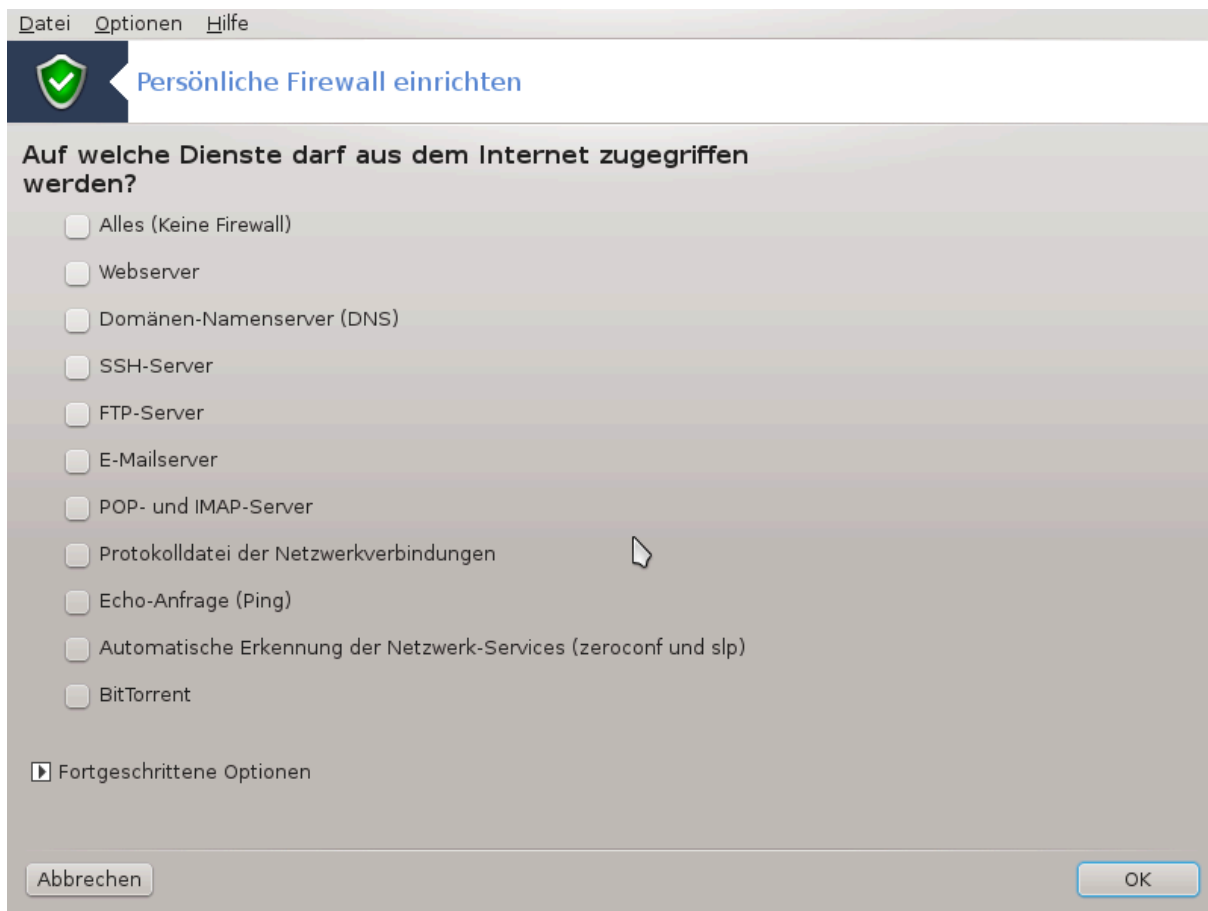 Datei Optionen Hilfe
Persönliche Firewall einrichten
Auf welche Dienste darf aus dem Internet zugegriffen
werden?
Alles (Keine Firewall)
Webserver
Domänen-Namenserver (DNS)
SSH-Server
FTP-Server
E-Mailserver
POP- und IMAP-Server
Protokolldatei der Netzwerkverbindungen
Echo-Anfrage (Ping)
Automatische Erkennung der Netzwerk-Services (zeroconf und slp)
BitTorrent
Fortgeschrittene Optionen
Abbrechen OK